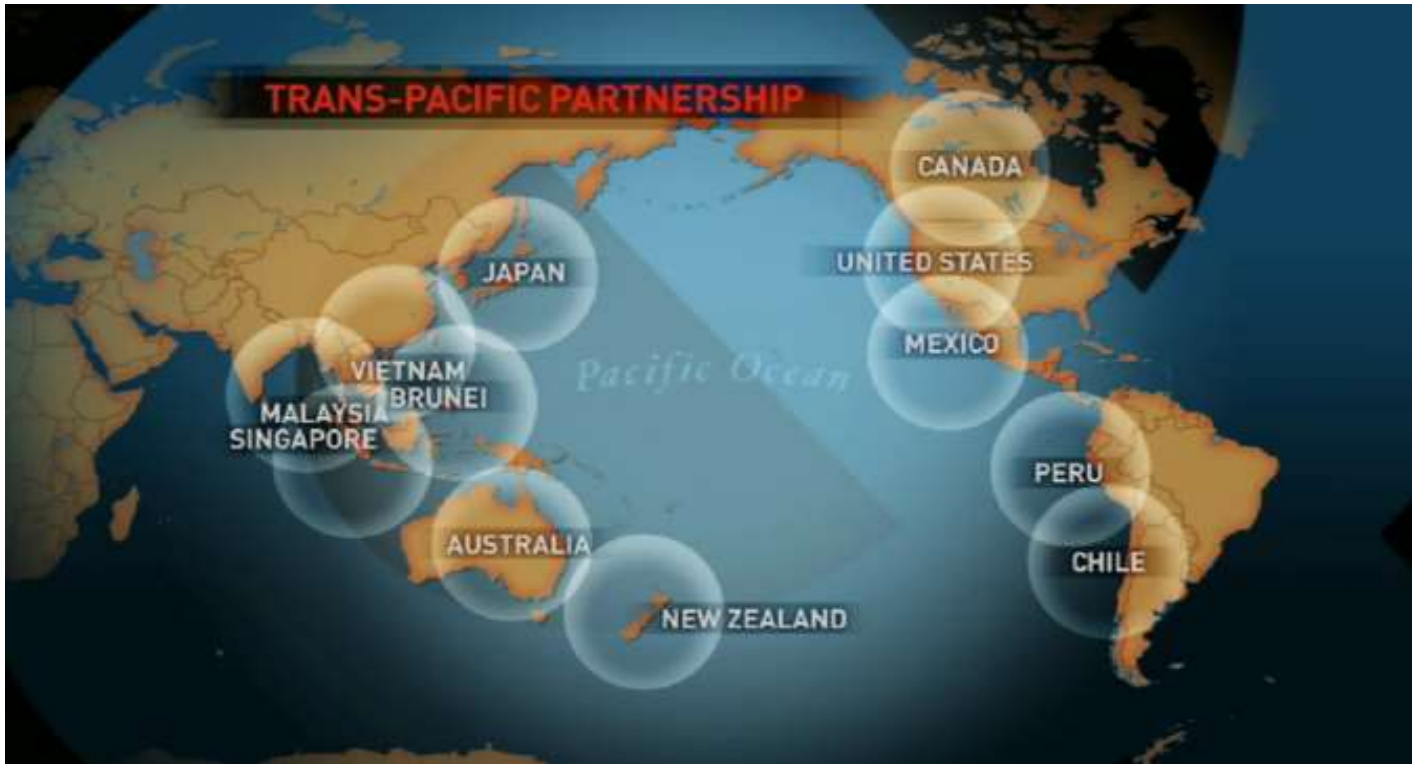 TRANS-PACIFIC PARTNERSHIP
CANADA
UNITED STATES
JAPAN
MEXICO
Pacific Ocean
VIETNAM
BRUNEI
MALAYSIA
SINGAPORE
PERU
AUSTRALIA
CHILE
NEW ZEALAND